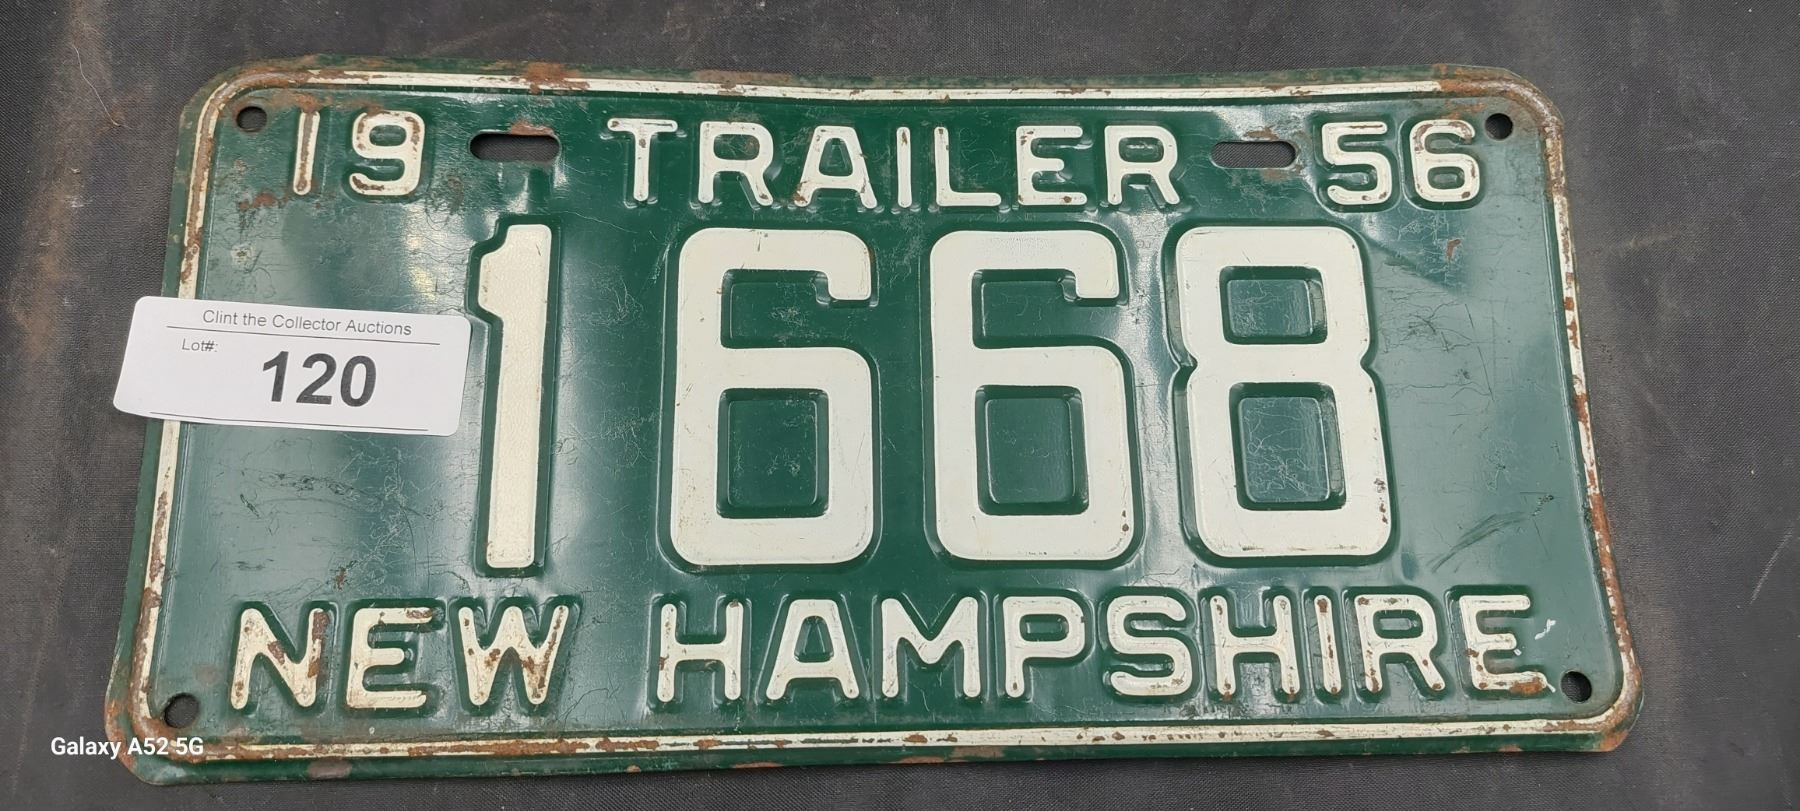 19 TRAILER 56
1668
NEW HAMPSHIRE
Clint the Collector Auctions
Lot#: 120
Galaxy A52 5G